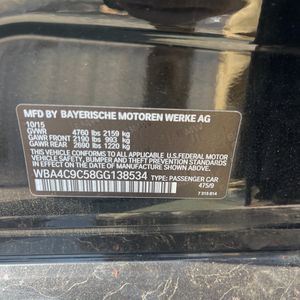 MFD BY BAYERISCHE MOTOREN WERKE AG
10/15
GVWR 4760 lbs 2159 kg
GAWR FRONT 2190 lbs 993 kg
GAWR REAR 2690 lbs 1220 kg
THIS VEHICLE CONFORMS TO ALL APPLICABLE U.S. FEDERAL MOTOR
VEHICLE SAFETY, BUMPER, AND THEFT PREVENTION STANDARDS
IN EFFECT ON THE DATE OF MANUFACTURE SHOWN ABOVE.
WBA4C9C58GG138534 TYPE: PASSENGER CAR
475/9